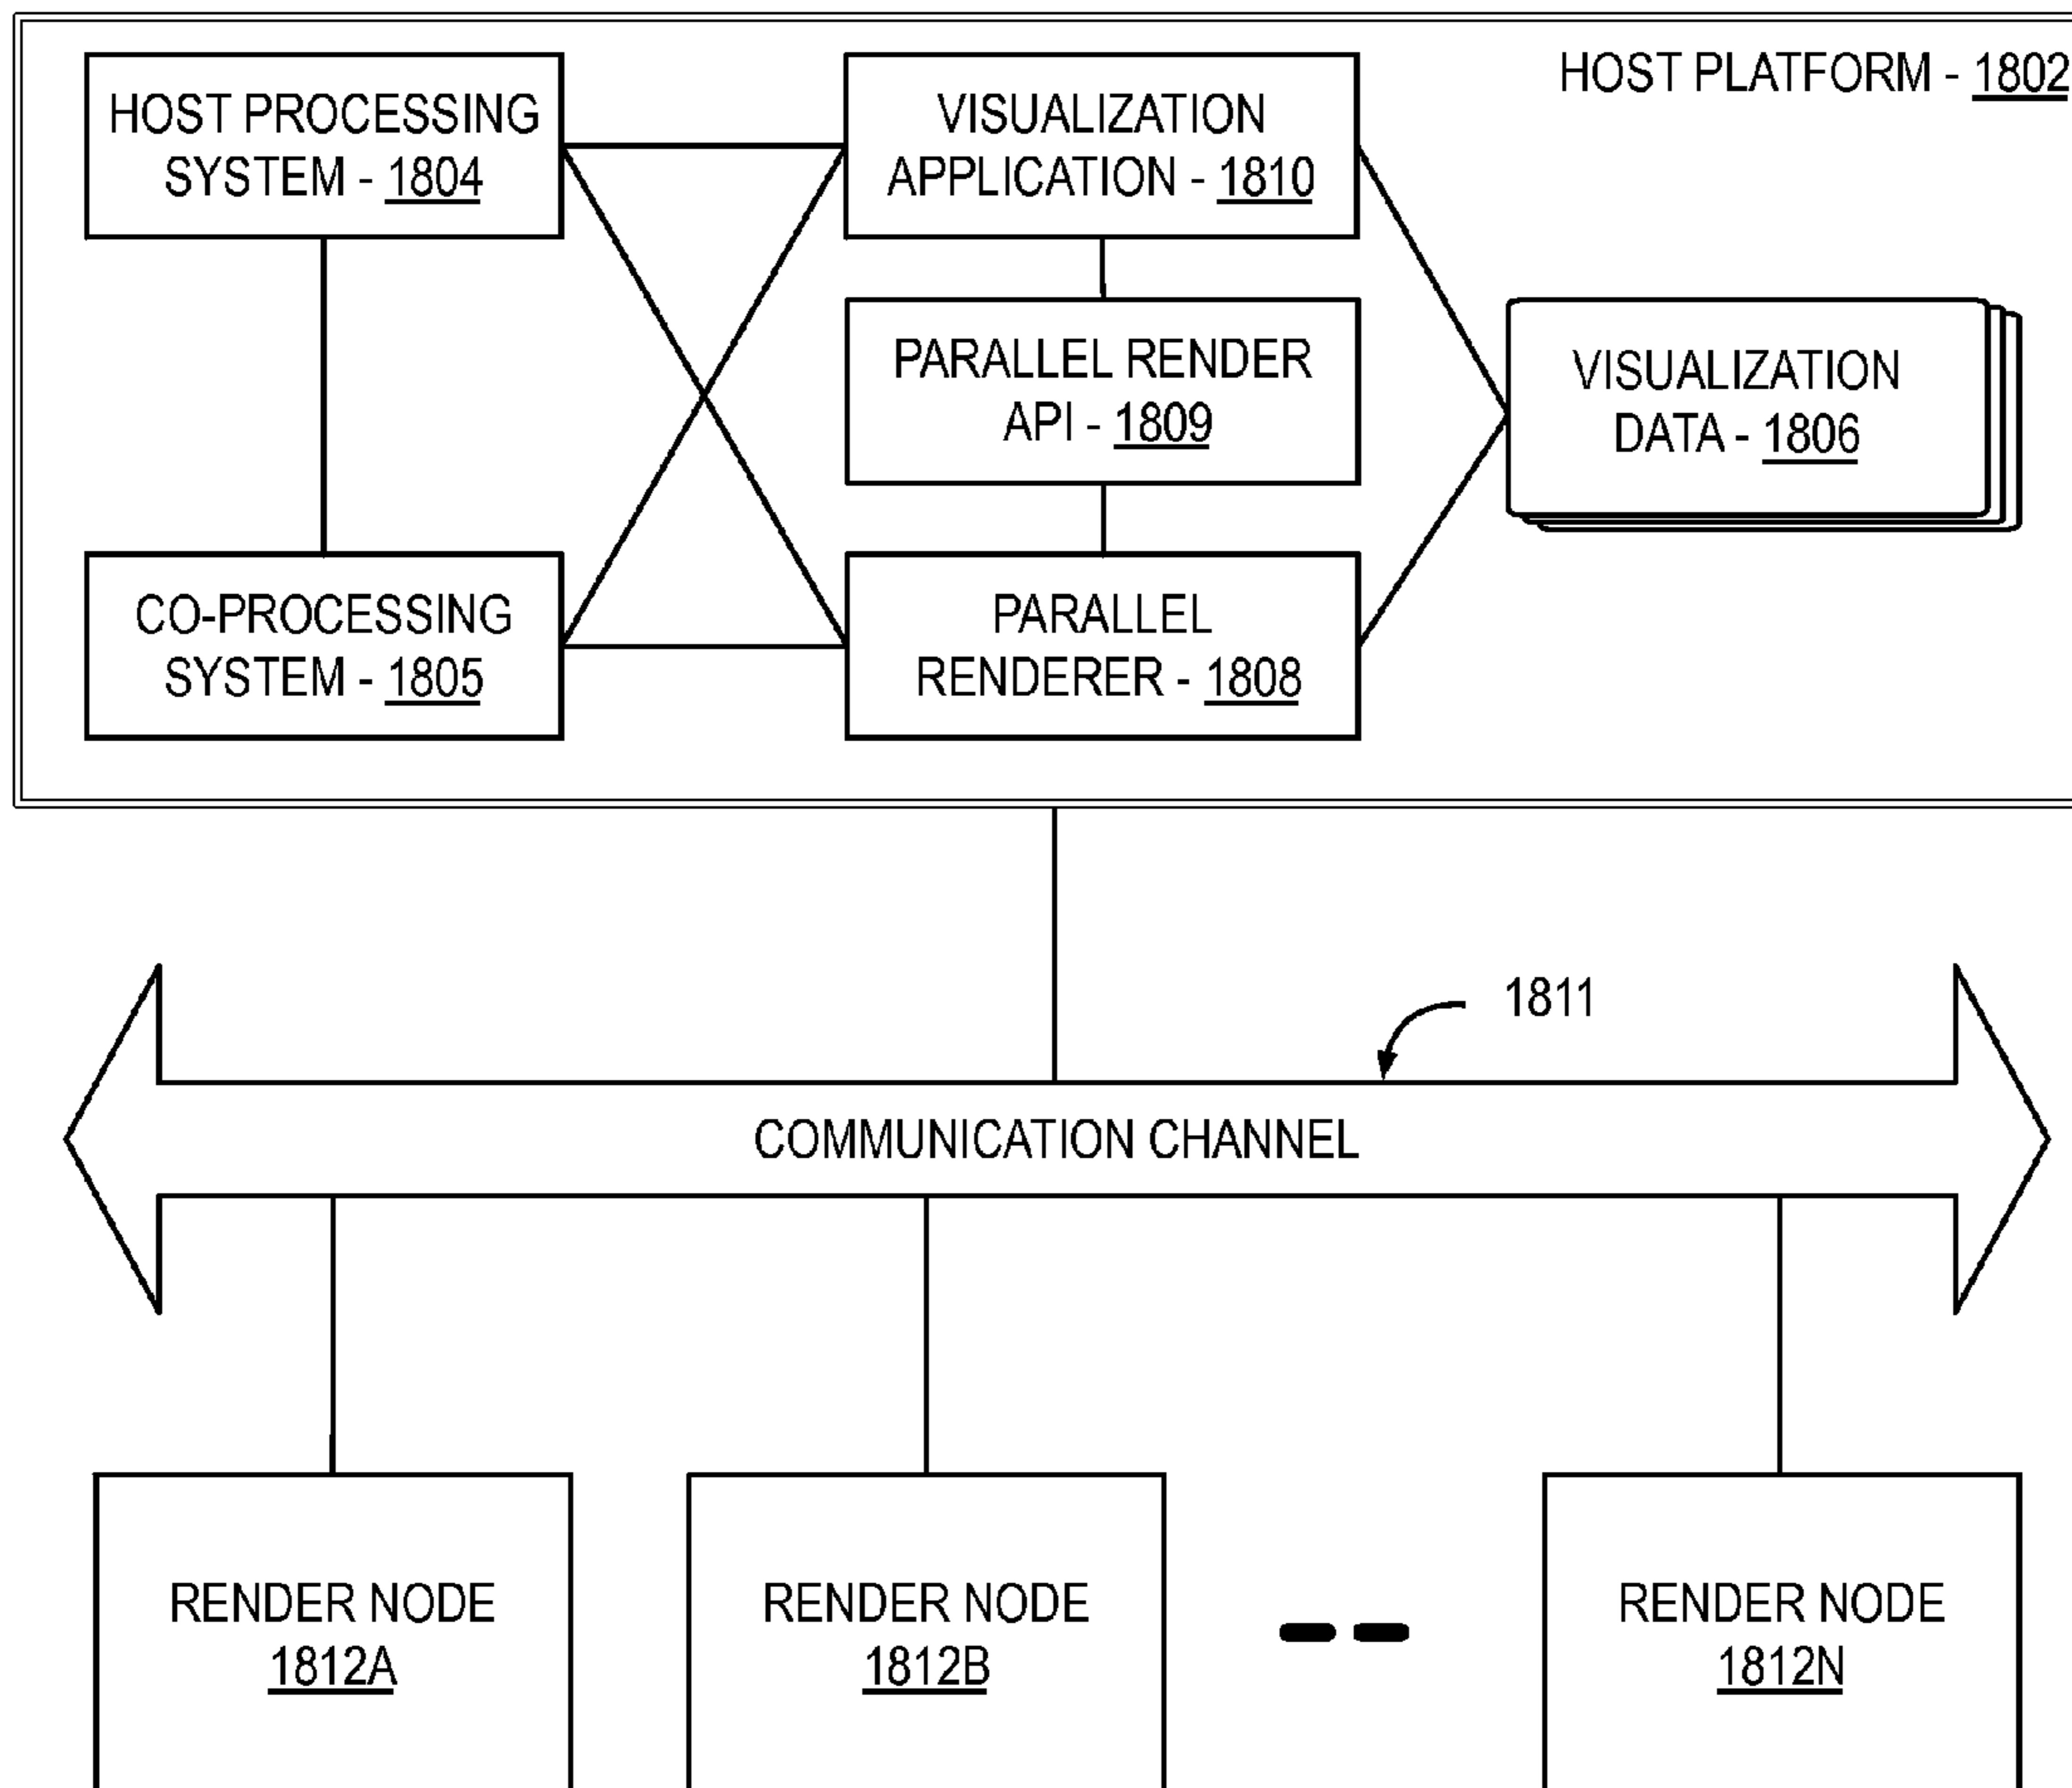 HOST PLATFORM - 1802
HOST PROCESSING
SYSTEM - 1804
VISUALIZATION
APPLICATION - 1810
PARALLEL RENDER
API - 1809
VISUALIZATION
DATA - 1806
CO-PROCESSING
SYSTEM - 1805
PARALLEL
RENDERER - 1808
1811
COMMUNICATION CHANNEL
RENDER NODE
1812A
RENDER NODE
1812B
RENDER NODE
1812N